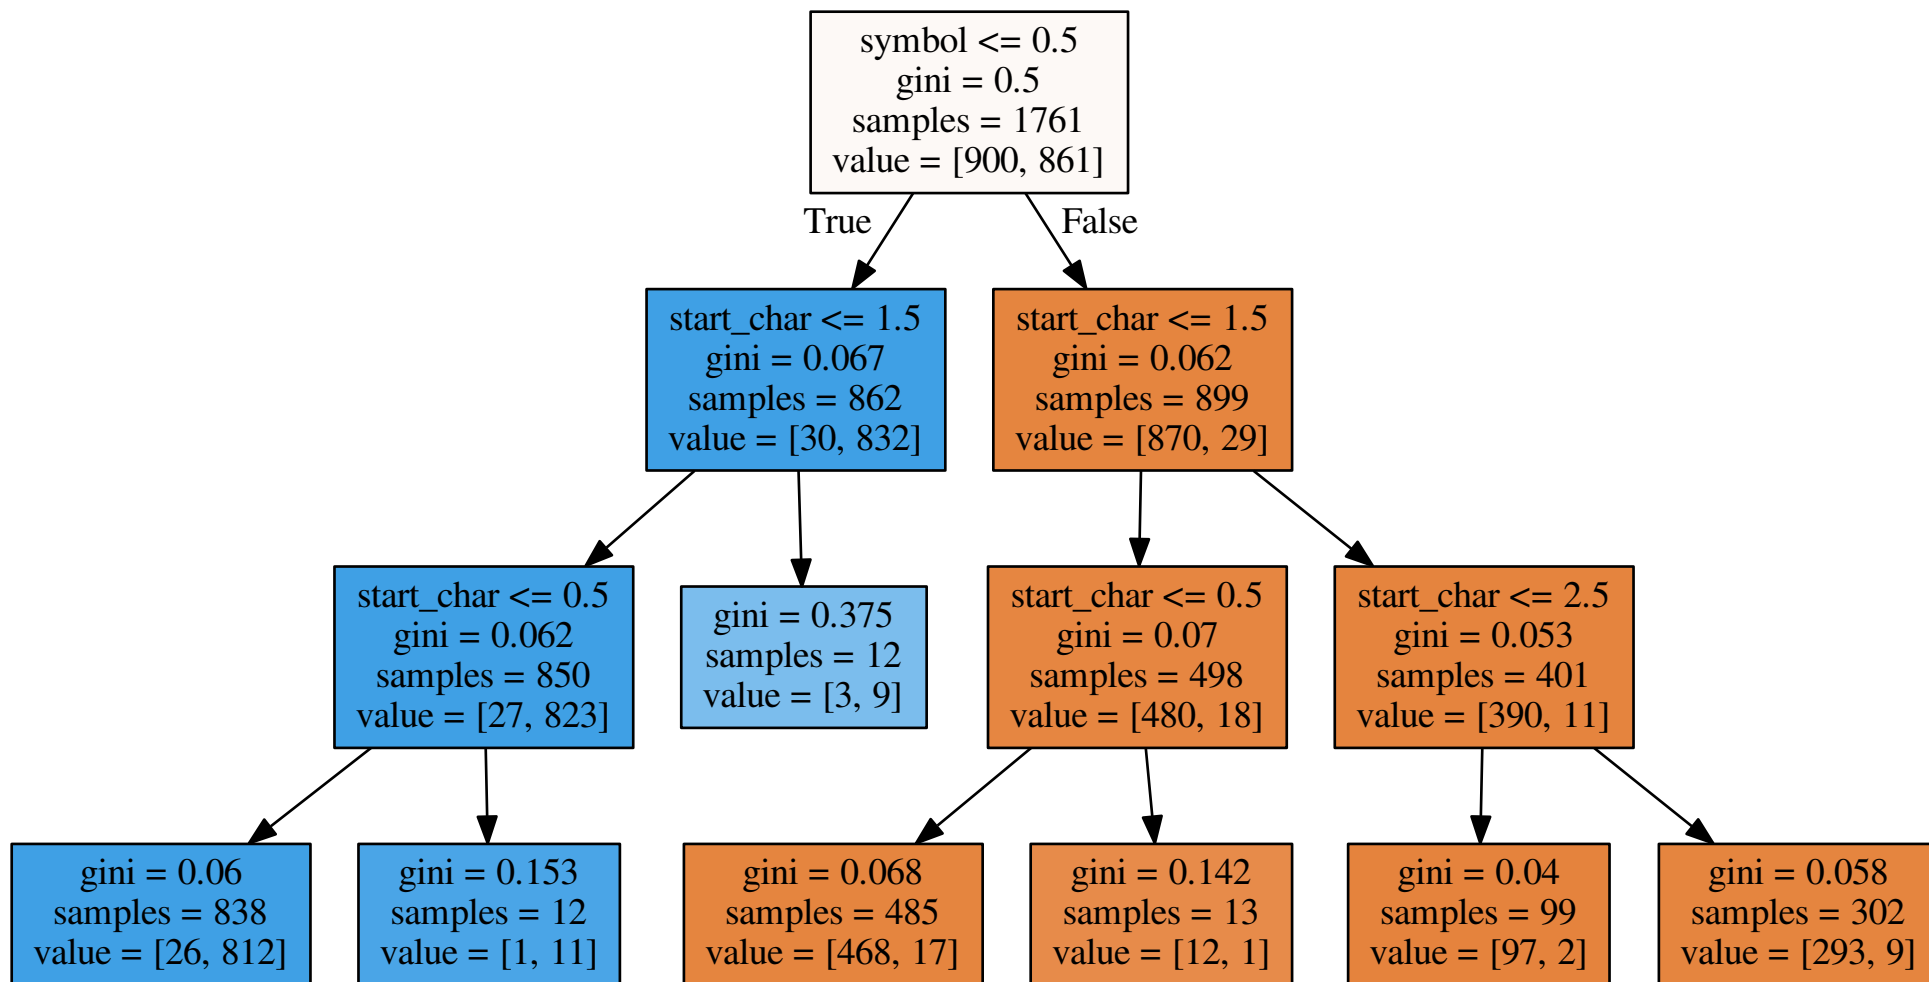 symbol <= 0.5
gini = 0.5
samples = 1761
value = [900, 861]
True
False
start_char <= 1.5
gini = 0.067
samples = 862
value = [30, 832]
start_char <= 1.5
gini = 0.062
samples = 899
value = [870, 29]
start_char <= 0.5
gini = 0.062
samples = 850
value = [27, 823]
gini = 0.375
samples = 12
value = [3, 9]
start_char <= 0.5
gini = 0.07
samples = 498
value = [480, 18]
start_char <= 2.5
gini = 0.053
samples = 401
value = [390, 11]
gini = 0.06
samples = 838
value = [26, 812]
gini = 0.153
samples = 12
value = [1, 11]
gini = 0.068
samples = 485
value = [468, 17]
gini = 0.142
samples = 13
value = [12, 1]
gini = 0.04
samples = 99
value = [97, 2]
gini = 0.058
samples = 302
value = [293, 9]